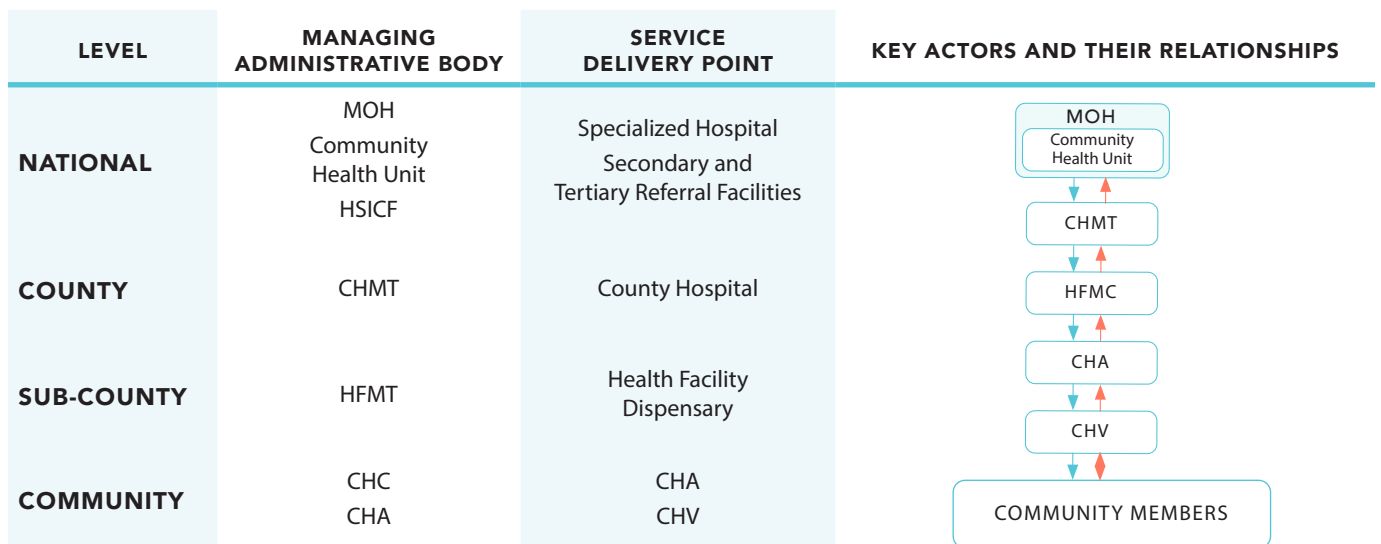 LEVEL
MANAGING
ADMINISTRATIVE BODY
SERVICE
DELIVERY POINT
KEY ACTORS AND THEIR RELATIONSHIPS
NATIONAL
MOH
Community
Health Unit
HSICF
Specialized Hospital
Secondary and
Tertiary Referral Facilities
COUNTY
CHMT
County Hospital
SUB-COUNTY
HFMT
Health Facility
Dispensary
COMMUNITY
CHC
CHA
CHA
CHV
MOH
Community
Health Unit
CHMT
HFMC
CHA
CHV
COMMUNITY MEMBERS